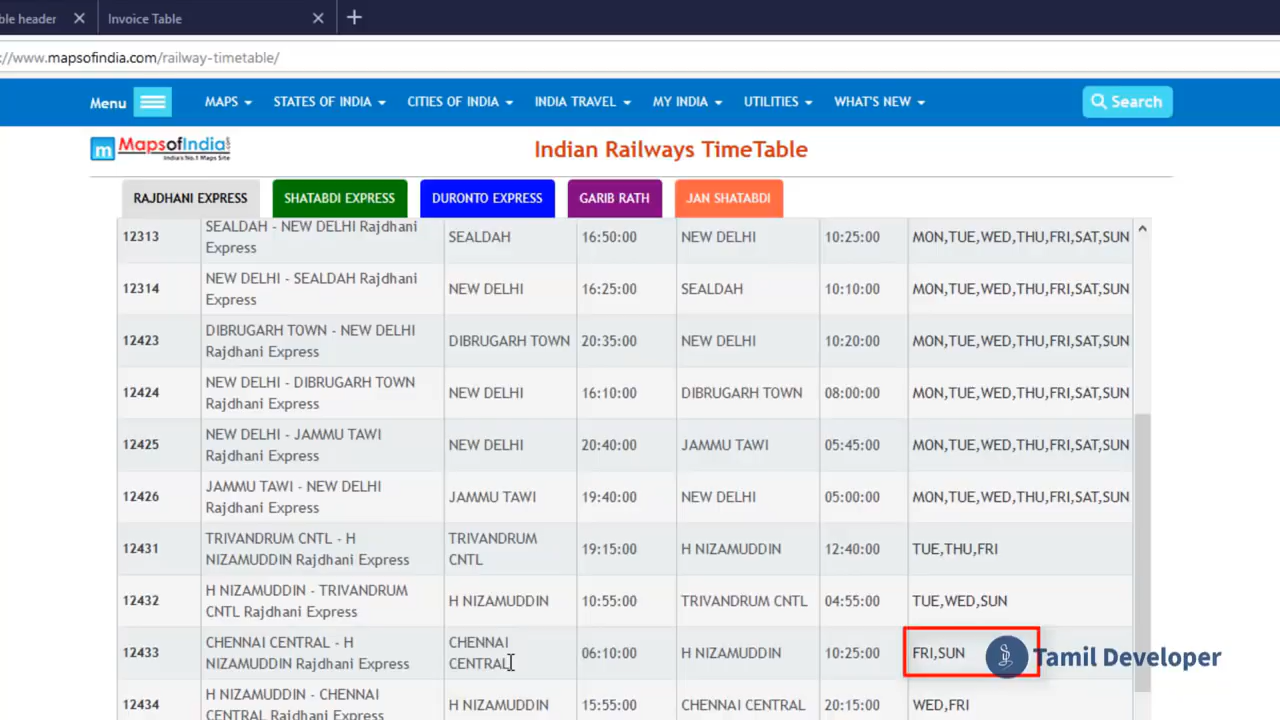 ble header
Invoice Table
://www.mapsofindia.com/railway-timetable/
Menu MAPS STATES OF INDIA CITIES OF INDIA INDIA TRAVEL MY INDIA UTILITIES WHAT'S NEW Search
m MapsofIndia.com
India's No.1 Maps Site
Indian Railways TimeTable
RAJDHANI EXPRESS SHATABDI EXPRESS DURONTO EXPRESS GARIB RATH JAN SHATABDI
12313 SEALDAH - NEW DELHI Rajdhani SEALDAH 16:50:00 NEW DELHI 10:25:00 MON,TUE,WED,THU,FRI,SAT,SUN
Express
12314 NEW DELHI - SEALDAH Rajdhani NEW DELHI 16:25:00 SEALDAH 10:10:00 MON,TUE,WED,THU,FRI,SAT,SUN
Express
12423 DIBRUGARH TOWN - NEW DELHI DIBRUGARH TOWN 20:35:00 NEW DELHI 10:20:00 MON,TUE,WED,THU,FRI,SAT,SUN
Rajdhani Express
12424 NEW DELHI - DIBRUGARH TOWN NEW DELHI 16:10:00 DIBRUGARH TOWN 08:00:00 MON,TUE,WED,THU,FRI,SAT,SUN
Rajdhani Express
12425 NEW DELHI - JAMMU TAWI NEW DELHI 20:40:00 JAMMU TAWI 05:45:00 MON,TUE,WED,THU,FRI,SAT,SUN
Rajdhani Express
12426 JAMMU TAWI - NEW DELHI JAMMU TAWI 19:40:00 NEW DELHI 05:00:00 MON,TUE,WED,THU,FRI,SAT,SUN
Rajdhani Express
12431 TRIVANDRUM CNTL - H TRIVANDRUM 19:15:00 H NIZAMUDDIN 12:40:00 TUE,THU,FRI
NIZAMUDDIN Rajdhani Express CNTL
12432 H NIZAMUDDIN - TRIVANDRUM H NIZAMUDDIN 10:55:00 TRIVANDRUM CNTL 04:55:00 TUE,WED,SUN
CNTL Rajdhani Express
12433 CHENNAI CENTRAL - H CHENNAI 06:10:00 H NIZAMUDDIN 10:25:00 FRI,SUN
NIZAMUDDIN Rajdhani Express CENTRAL
Tamil Developer
12434 H NIZAMUDDIN - CHENNAI H NIZAMUDDIN 15:55:00 CHENNAI CENTRAL 20:15:00 WED,FRI
CENTRAL Rajdhani Express